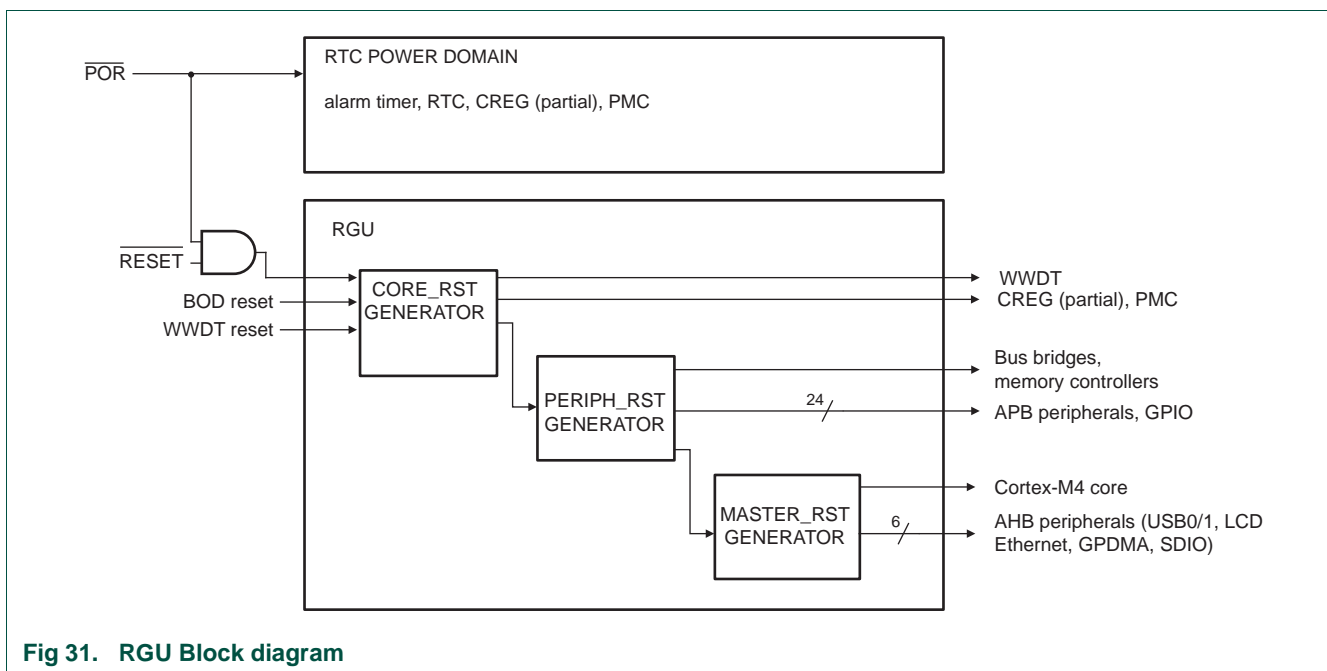 RTC POWER DOMAIN
POR
alarm timer, RTC, CREG (partial), PMC
RGU
RESET
BOD reset
WWDT reset
CORE_RST
GENERATOR
WWDT
CREG (partial), PMC
PERIPH_RST
GENERATOR
Bus bridges,
memory controllers
24
APB peripherals, GPIO
MASTER_RST
GENERATOR
Cortex-M4 core
6
AHB peripherals (USB0/1, LCD
Ethernet, GPDMA, SDIO)
Fig 31. RGU Block diagram